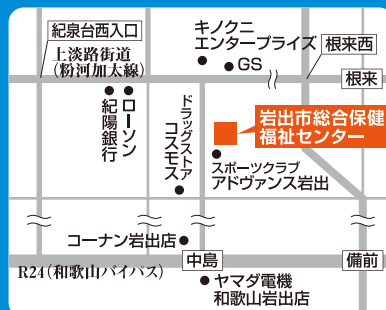 紀泉台西入口
上淡路街道
(粉河加太線)
キノクニ
エンタープライズ
GS
根来西
根来
ローソン
紀陽銀行
ドラッグストア
コスモス
岩出市総合保健
福祉センター
スポーツクラブ
アドヴァンス岩出
コーナン岩出店
中島
備前
R24(和歌山バイパス)
ヤマダ電機
和歌山岩出店